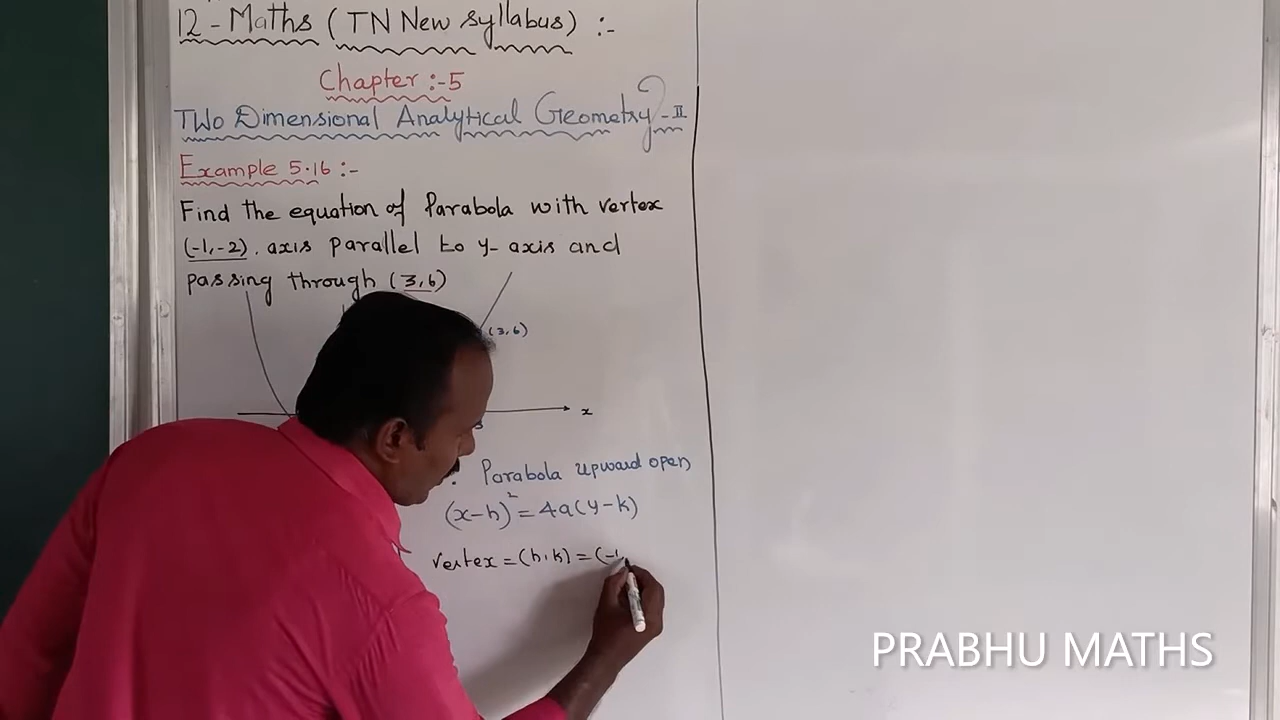 12 - Maths ( TN New Syllabus) :-
Chapter :- 5
Two Dimensional Analytical Geometry - II
Example 5.16 :-
Find the equation of Parabola with vertex
(-1,-2). axis parallel to y- axis and
passing through (3,6)
(3,6)
x
Parabola upward open
(x-h)² = 4a(y-k)
Vertex = (h,k) = (-1,
PRABHU MATHS